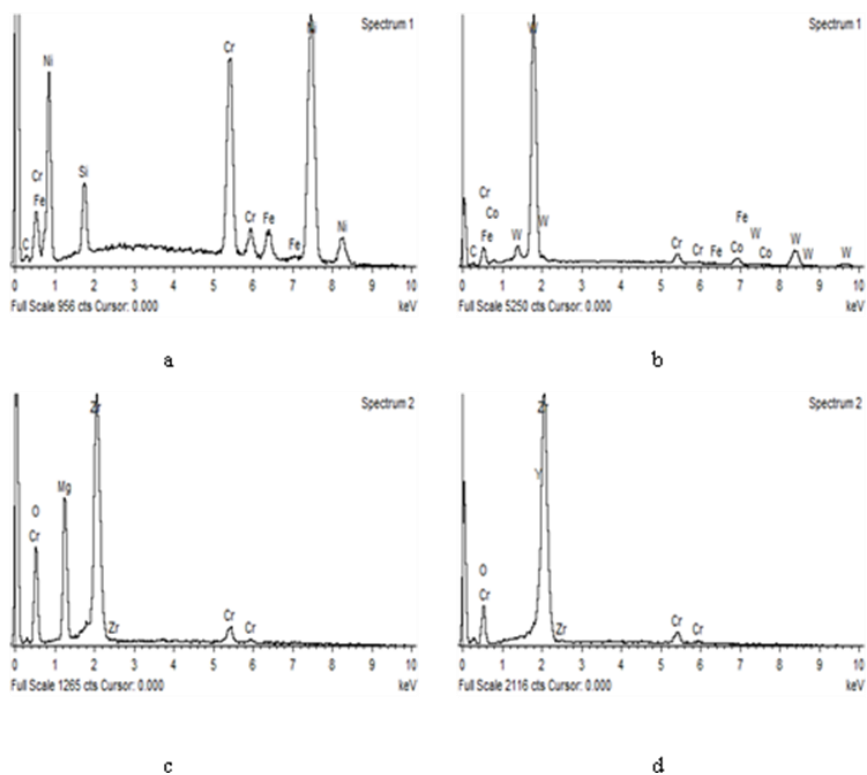 Spectrum 1
Ni
Ni
Cr
Cr
Fe
C
Si
Cr
Fe
Fe
Ni
0 1 2 3 4 5 6 7 8 9 10
Full Scale 956 cts Cursor: 0.000 keV
a
Spectrum 1
W
Cr
Co
Fe
C
W
W
Cr
Cr
Fe
Co
Fe
W
Co
W
W
W
0 1 2 3 4 5 6 7 8 9 10
Full Scale 5250 cts Cursor: 0.000 keV
b
Spectrum 2
Zr
Mg
O
Cr
Zr
Cr
Cr
0 1 2 3 4 5 6 7 8 9 10
Full Scale 1265 cts Cursor: 0.000 keV
c
Spectrum 2
Zr
Y
O
Cr
Zr
Cr
Cr
0 1 2 3 4 5 6 7 8 9 10
Full Scale 2116 cts Cursor: 0.000 keV
d